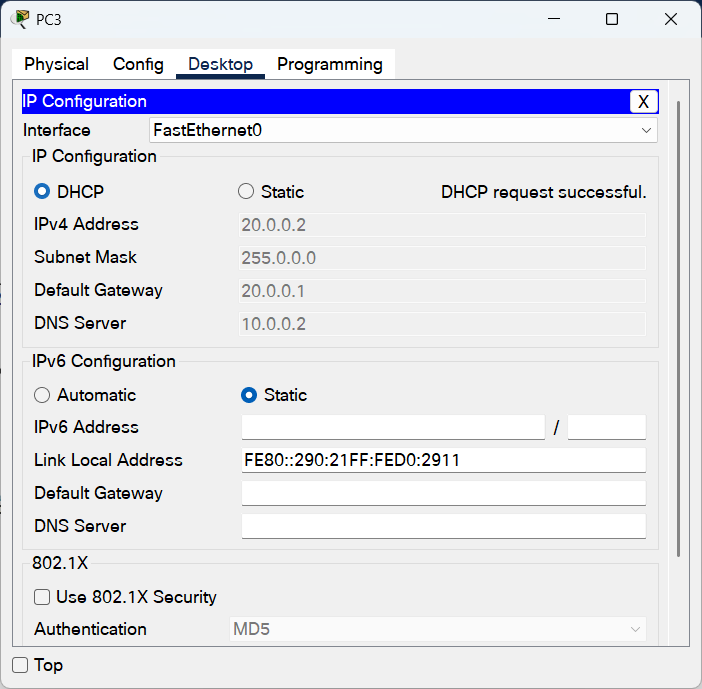 PC3
Physical Config Desktop Programming
IP Configuration X
Interface FastEthernet0
IP Configuration
DHCP Static DHCP request successful.
IPv4 Address 20.0.0.2
Subnet Mask 255.0.0.0
Default Gateway 20.0.0.1
DNS Server 10.0.0.2
IPv6 Configuration
Automatic Static
IPv6 Address /
Link Local Address FE80::290:21FF:FED0:2911
Default Gateway
DNS Server
802.1X
Use 802.1X Security
Authentication MD5
Top